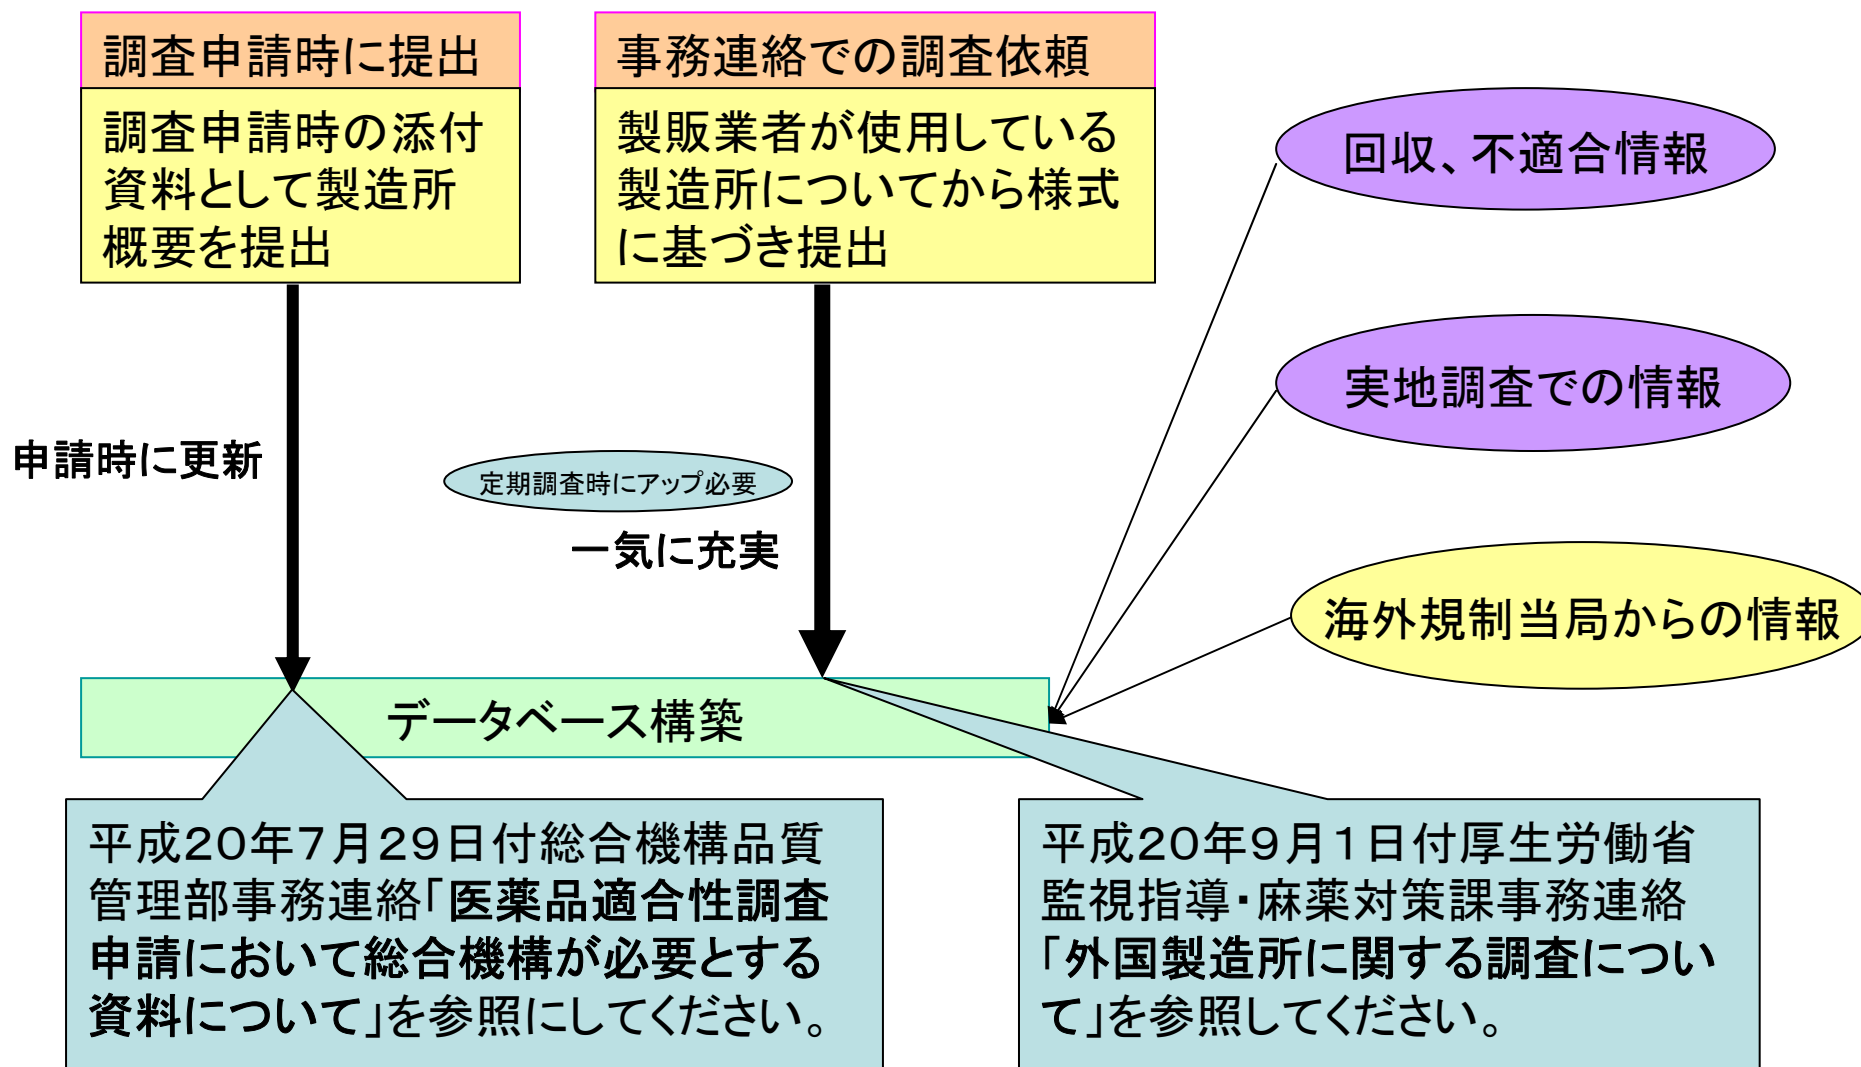 調査申請時に提出
調査申請時の添付
資料として製造所
概要を提出
事務連絡での調査依頼
製販業者が使用している
製造所についてから様式
に基づき提出
回収、不適合情報
実地調査での情報
海外規制当局からの情報
申請時に更新
定期調査時にアップ必要
一気に充実
データベース構築
平成２０年７月２９日付総合機構品質
管理部事務連絡「医薬品適合性調査
申請において総合機構が必要とする
資料について」を参照にしてください。
平成２０年９月１日付厚生労働省
監視指導・麻薬対策課事務連絡
「外国製造所に関する調査につい
て」を参照してください。